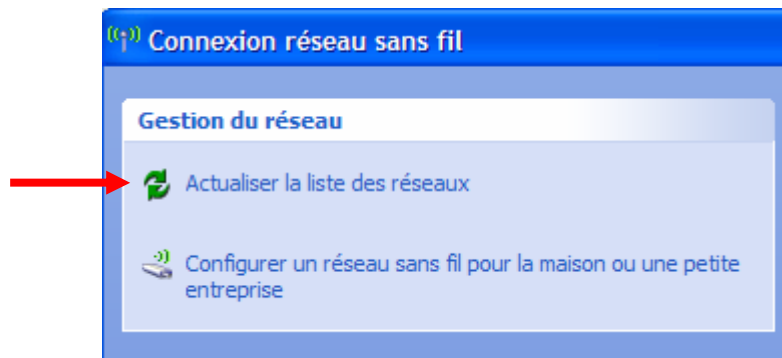 Connexion réseau sans fil
Gestion du réseau
Actualiser la liste des réseaux
Configurer un réseau sans fil pour la maison ou une petite
entreprise